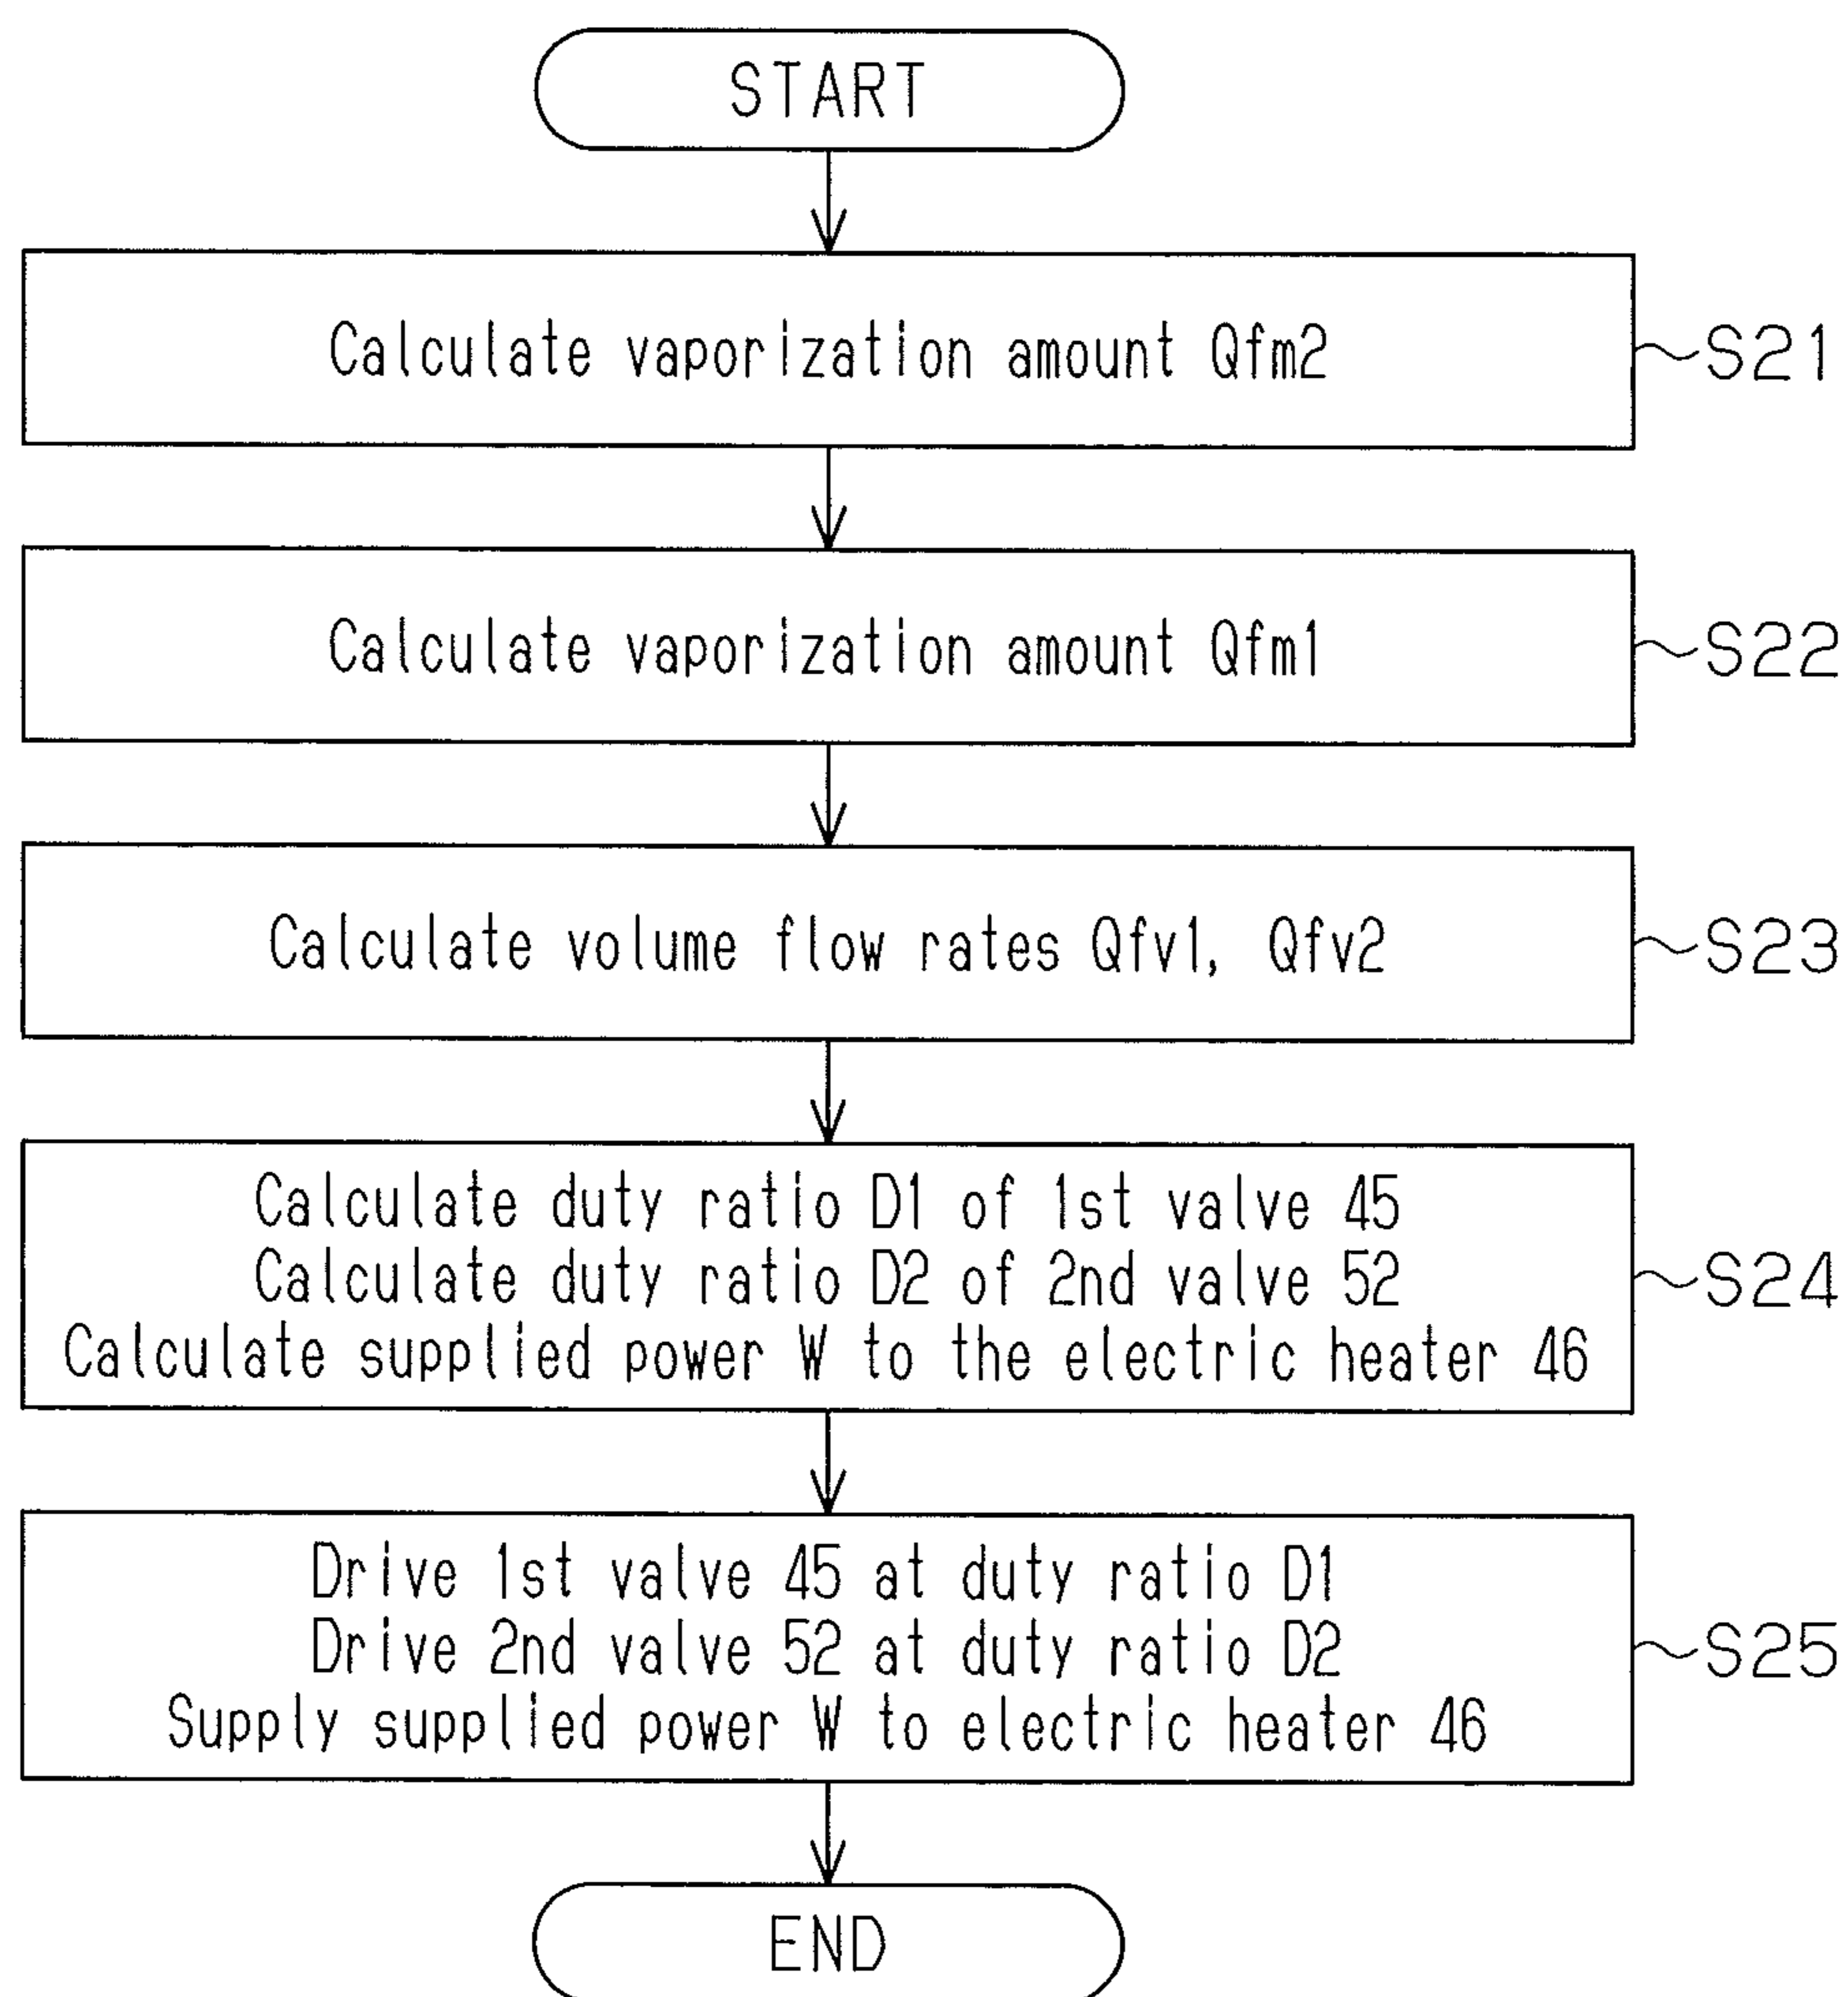 START
Calculate vaporization amount Qfm2
S21
Calculate vaporization amount Qfm1
S22
Calculate volume flow rates Qfv1, Qfv2
S23
Calculate duty ratio D1 of 1st valve 45
Calculate duty ratio D2 of 2nd valve 52
Calculate supplied power W to the electric heater 46
S24
Drive 1st valve 45 at duty ratio D1
Drive 2nd valve 52 at duty ratio D2
Supply supplied power W to electric heater 46
S25
END